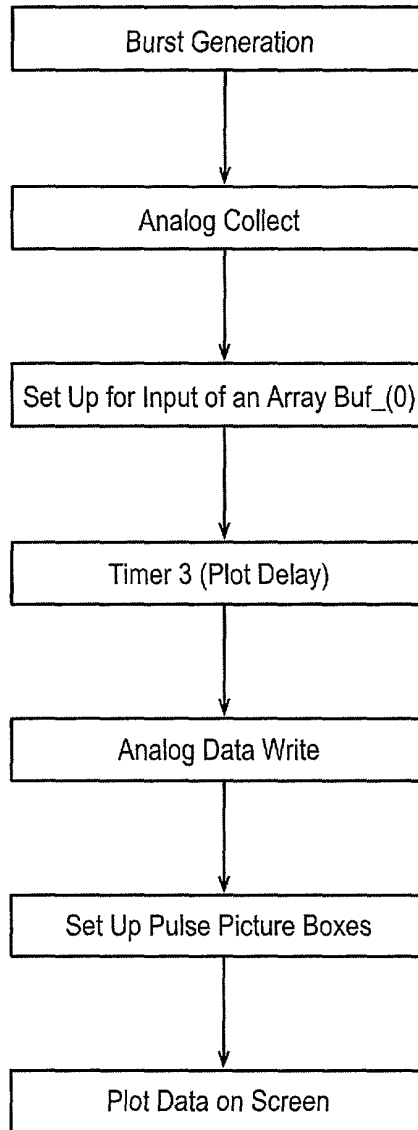 Burst Generation
Analog Collect
Set Up for Input of an Array Buf_(0)
Timer 3 (Plot Delay)
Analog Data Write
Set Up Pulse Picture Boxes
Plot Data on Screen